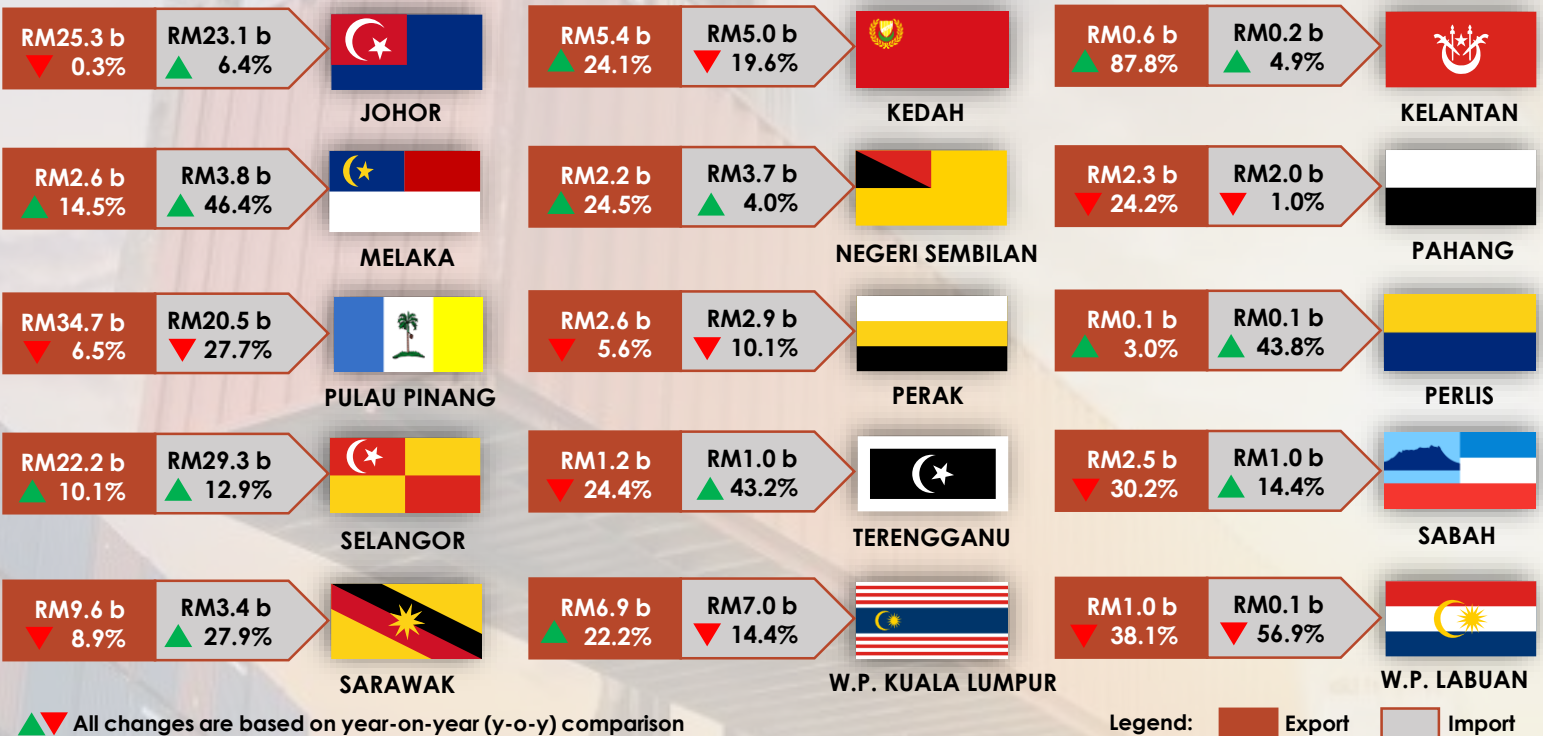 RM25.3 b
0.3%
RM23.1 b
6.4%
JOHOR
RM5.4 b
24.1%
RM5.0 b
19.6%
KEDAH
RM0.6 b
87.8%
RM0.2 b
4.9%
KELANTAN
RM2.6 b
14.5%
RM3.8 b
46.4%
MELAKA
RM2.2 b
24.5%
RM3.7 b
4.0%
NEGERI SEMBILAN
RM2.3 b
24.2%
RM2.0 b
1.0%
PAHANG
RM34.7 b
6.5%
RM20.5 b
27.7%
PULAU PINANG
RM2.6 b
5.6%
RM2.9 b
10.1%
PERAK
RM0.1 b
3.0%
RM0.1 b
43.8%
PERLIS
RM22.2 b
10.1%
RM29.3 b
12.9%
SELANGOR
RM1.2 b
24.4%
RM1.0 b
43.2%
TERENGGANU
RM2.5 b
30.2%
RM1.0 b
14.4%
SABAH
RM9.6 b
8.9%
RM3.4 b
27.9%
SARAWAK
RM6.9 b
22.2%
RM7.0 b
14.4%
W.P. KUALA LUMPUR
RM1.0 b
38.1%
RM0.1 b
56.9%
W.P. LABUAN
All changes are based on year-on-year (y-o-y) comparison
Legend:
Export
Import